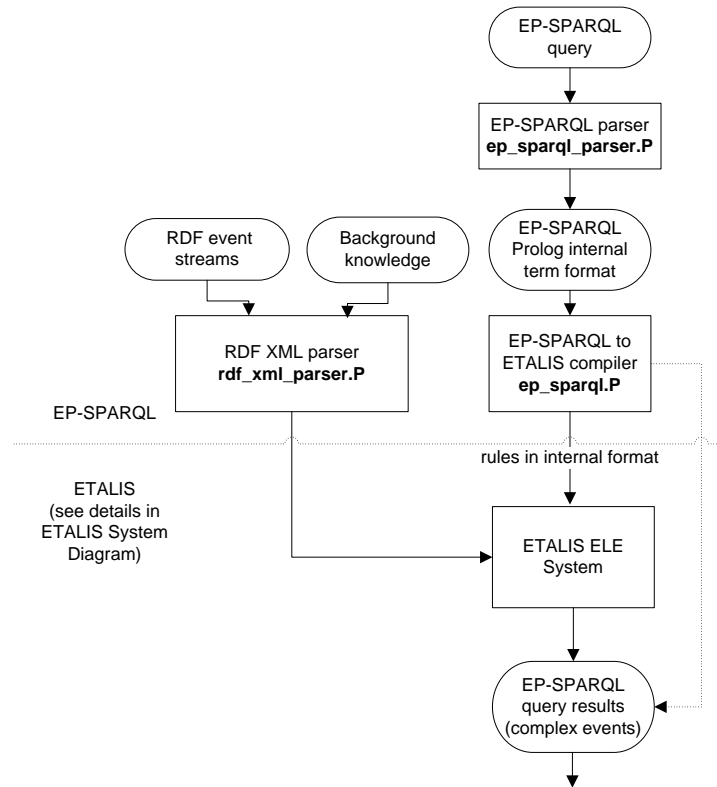 EP-SPARQL
query
EP-SPARQL parser
ep_sparql_parser.P
RDF event
streams
Background
knowledge
EP-SPARQL
Prolog internal
term format
RDF XML parser
rdf_xml_parser.P
EP-SPARQL to
ETALIS compiler
ep_sparql.P
EP-SPARQL
rules in internal format
ETALIS
(see details in
ETALIS System
Diagram)
ETALIS ELE
System
EP-SPARQL
query results
(complex events)